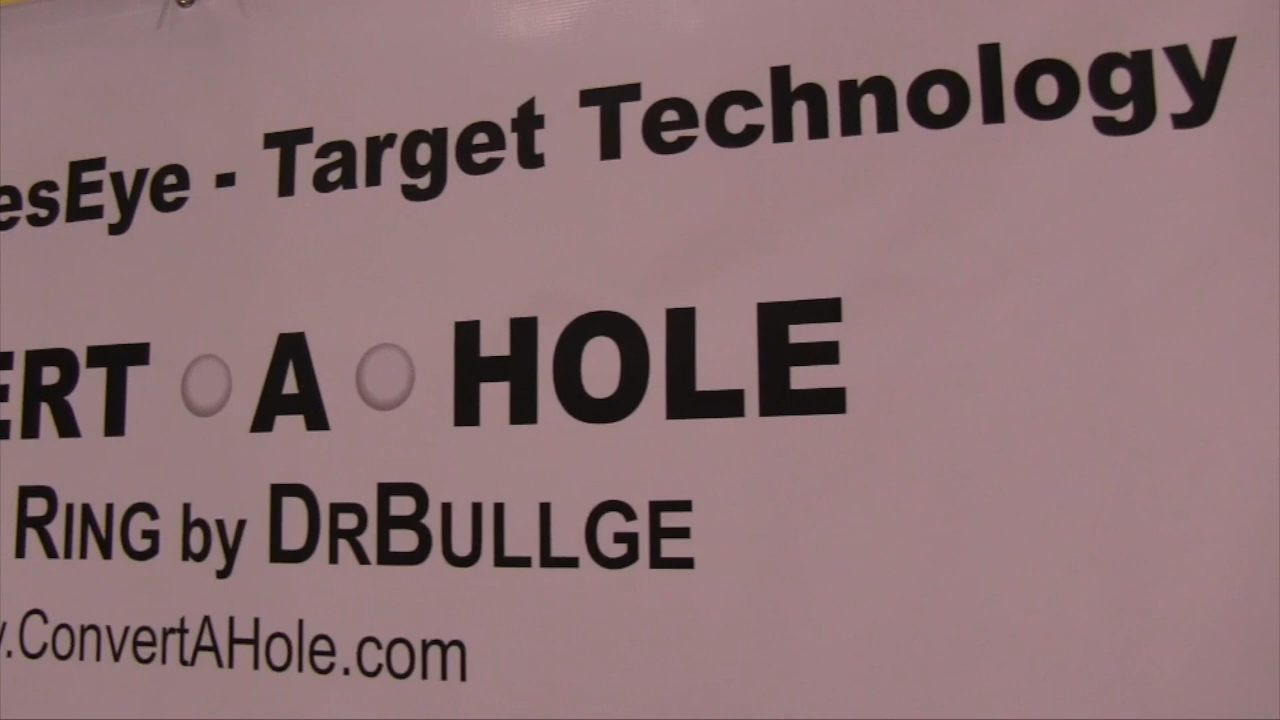 esEye - Target Technology
ERT A HOLE
RING by DRBULLGE
.ConvertAHole.com